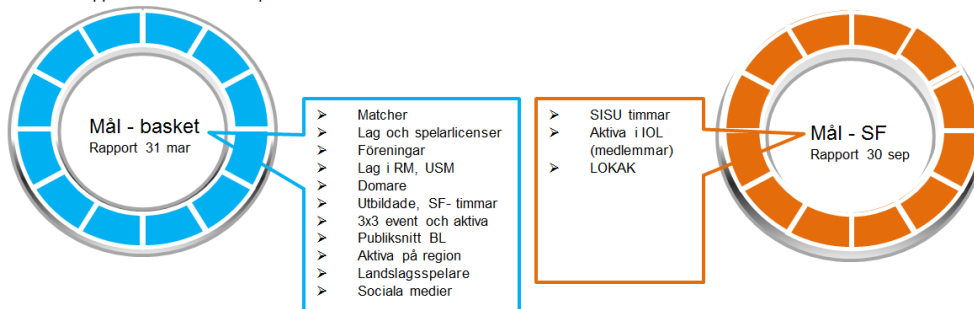 Mål - basket
Rapport 31 mar
➢ Matcher
➢ Lag och spelarlicenser
➢ Föreningar
➢ Lag i RM, USM
➢ Domare
➢ Utbildade, SF- timmar
➢ 3x3 event och aktiva
➢ Publiksnitt BL
➢ Aktiva på region
➢ Landslagsspelare
➢ Sociala medier
➢ SISU timmar
➢ Aktiva i IOL
(medlemmar)
➢ LOKAK
Mål - SF
Rapport 30 sep